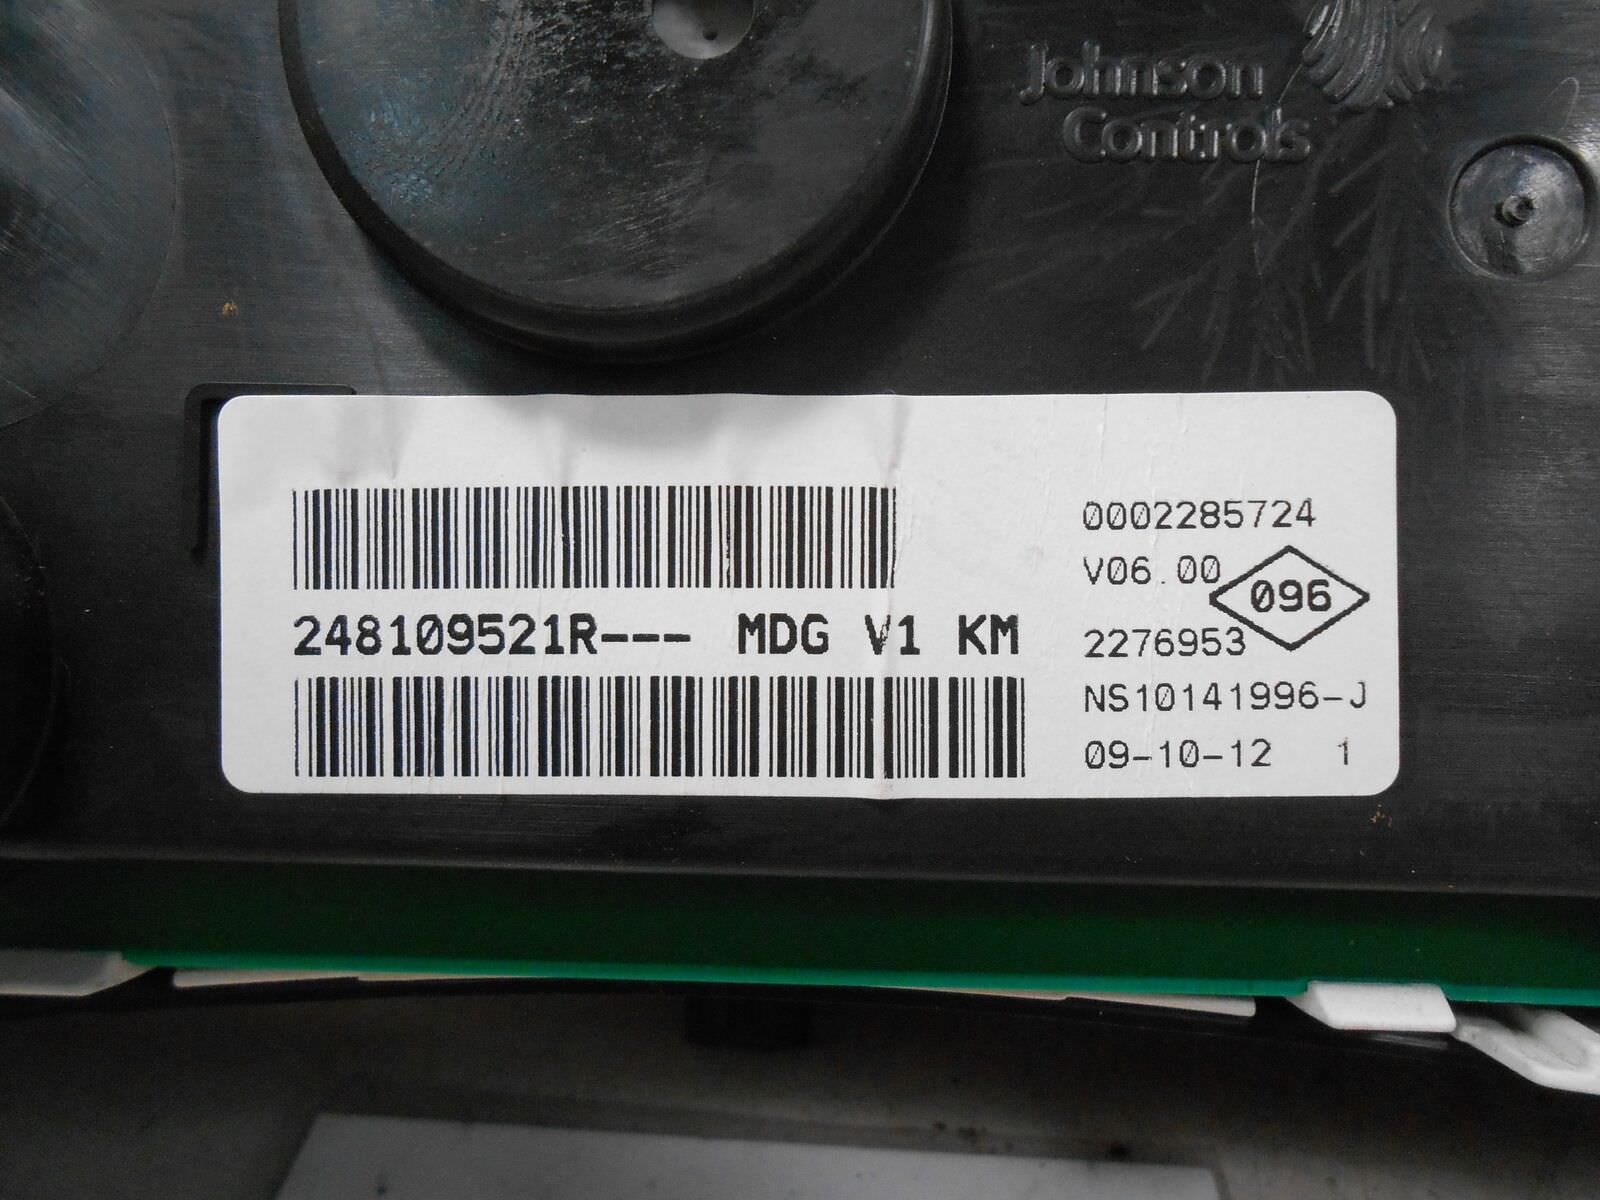 Johnson
Controls
248109521R--- MDG V1 KM
0002285724
V06.00
096
2276953
NS10141996-J
09-10-12 1